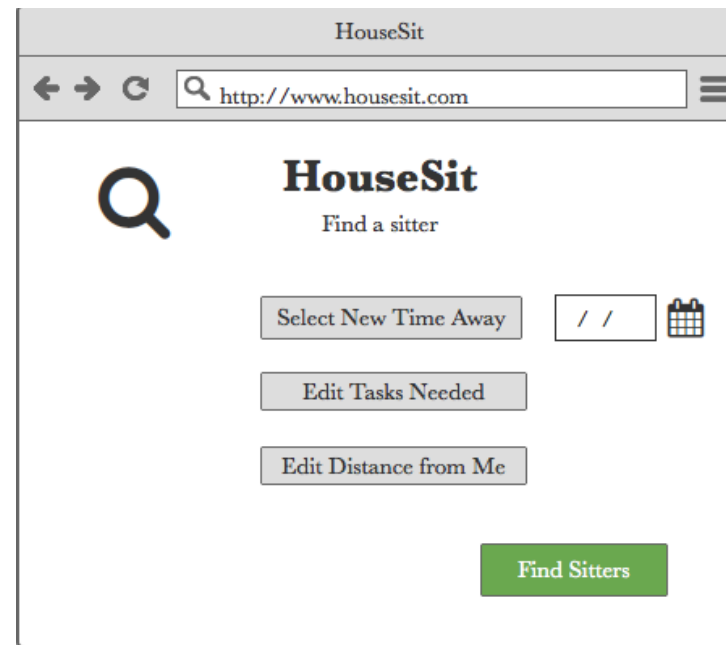 HouseSit
http://www.housesit.com
HouseSit
Find a sitter
Select New Time Away
/ /
Edit Tasks Needed
Edit Distance from Me
Find Sitters